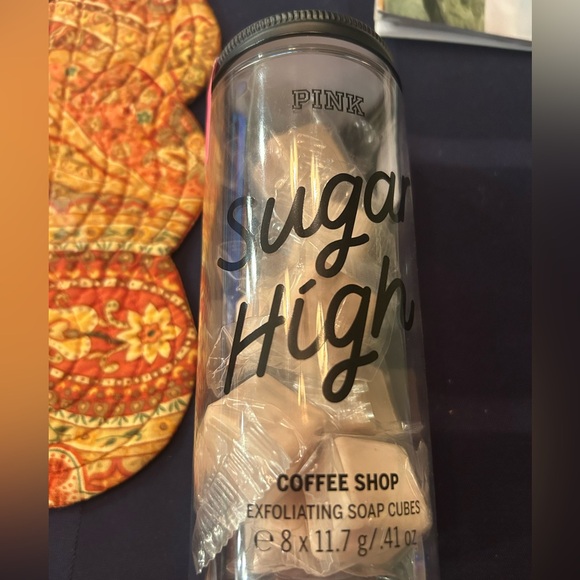 PINK
Sugar
High
COFFEE SHOP
EXFOLIATING SOAP CUBES
℮ 8 x 11.7 g/.41 oz